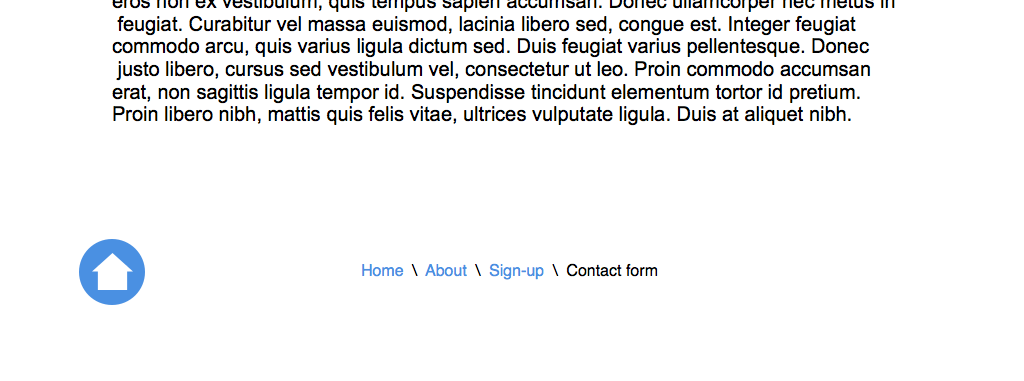 eros non ex vestibulum, quis tempus sapien accumsan. Donec ullamcorper nec metus in
feugiat. Curabitur vel massa euismod, lacinia libero sed, congue est. Integer feugiat
commodo arcu, quis varius ligula dictum sed. Duis feugiat varius pellentesque. Donec
justo libero, cursus sed vestibulum vel, consectetur ut leo. Proin commodo accumsan
erat, non sagittis ligula tempor id. Suspendisse tincidunt elementum tortor id pretium.
Proin libero nibh, mattis quis felis vitae, ultrices vulputate ligula. Duis at aliquet nibh.
Home \ About \ Sign-up \ Contact form